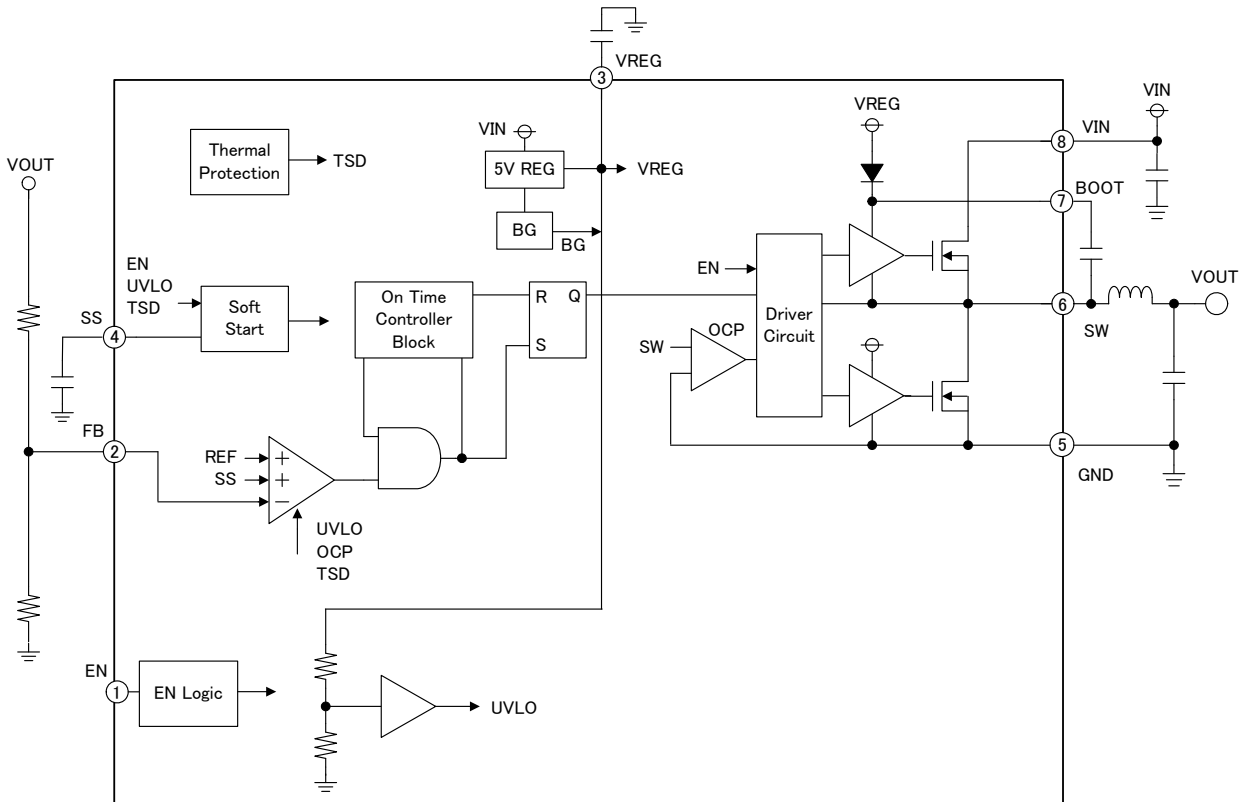 VREG
3
VIN
VREG
VIN
8
VIN
Thermal
Protection
TSD
5V REG
VREG
VOUT
BOOT
7
BG
BG
EN
UVLO
TSD
Soft
Start
SS
4
On Time
Controller
Block
R
Q
S
EN
Driver
Circuit
OCP
SW
6
SW
VOUT
FB
2
REF
SS
+
+
−
UVLO
OCP
TSD
5
GND
EN
1
EN Logic
UVLO